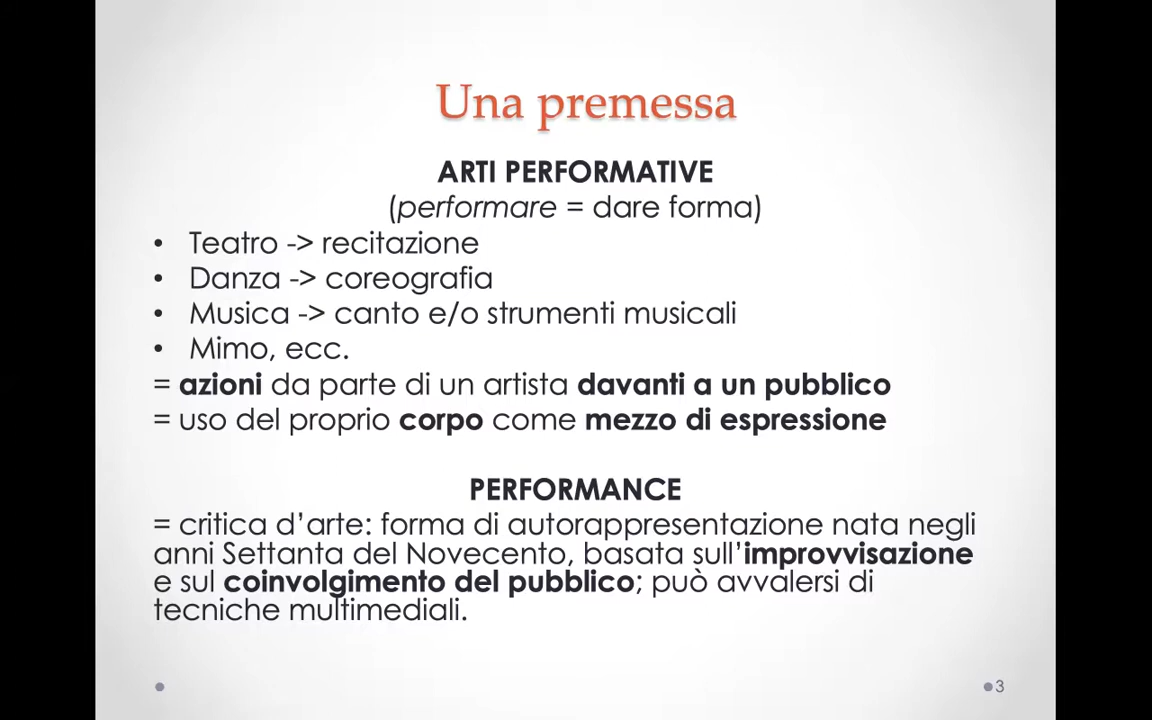 Una premessa
ARTI PERFORMATIVE
(performare = dare forma)
• Teatro -> recitazione
• Danza -> coreografia
• Musica -> canto e/o strumenti musicali
• Mimo, ecc.
= azioni da parte di un artista davanti a un pubblico
= uso del proprio corpo come mezzo di espressione
PERFORMANCE
= critica d’arte: forma di autorappresentazione nata negli
anni Settanta del Novecento, basata sull’improvvisazione
e sul coinvolgimento del pubblico; può avvalersi di
tecniche multimediali.
3